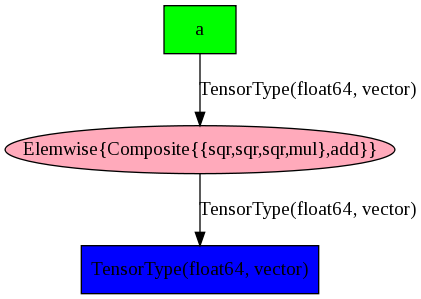 a
TensorType(float64, vector)
Elemwise{Composite{{sqr,sqr,sqr,mul},add}}
TensorType(float64, vector)
TensorType(float64, vector)